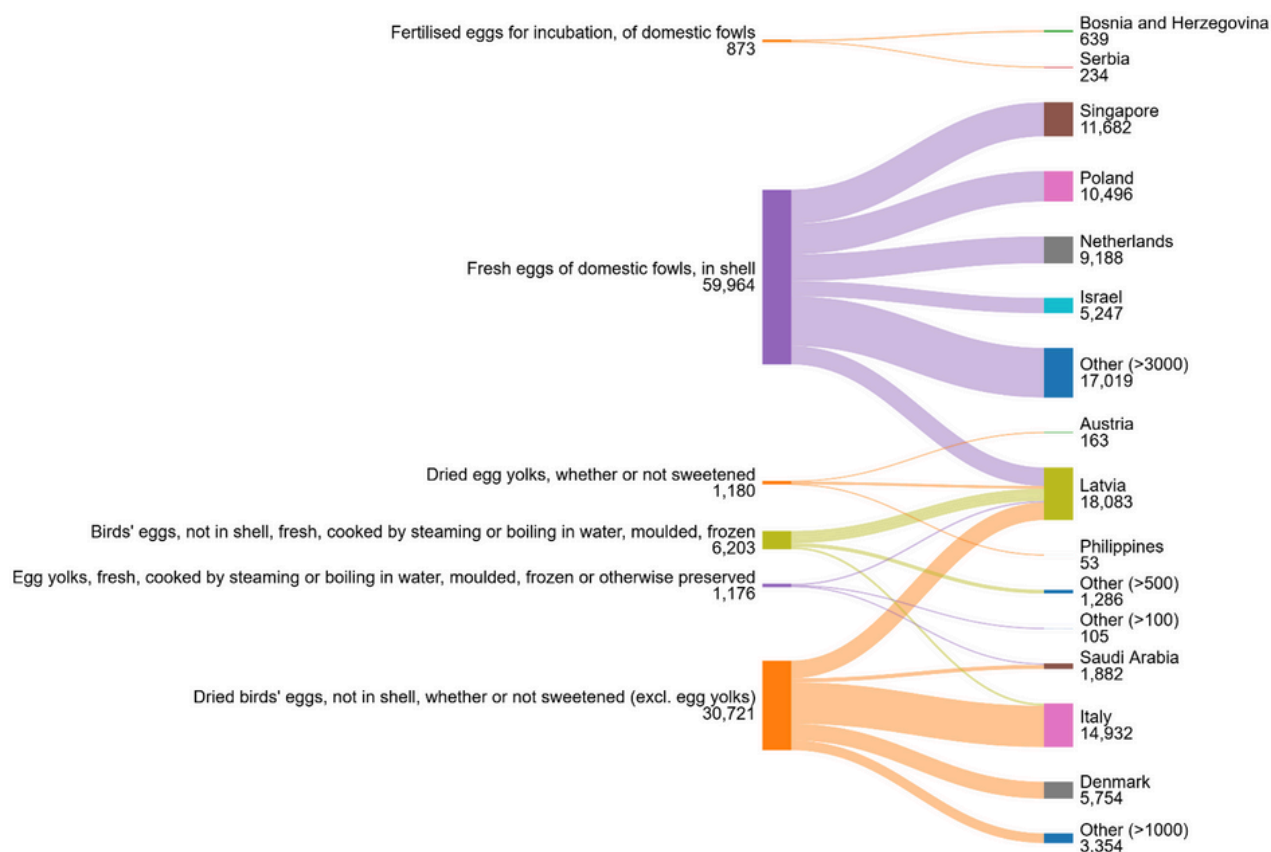 Fertilised eggs for incubation, of domestic fowls
873
Bosnia and Herzegovina
639
Serbia
234
Singapore
11,682
Poland
10,496
Netherlands
9,188
Fresh eggs of domestic fowls, in shell
59,964
Israel
5,247
Other (>3000)
17,019
Austria
163
Dried egg yolks, whether or not sweetened
1,180
Latvia
18,083
Birds' eggs, not in shell, fresh, cooked by steaming or boiling in water, moulded, frozen
6,203
Philippines
53
Egg yolks, fresh, cooked by steaming or boiling in water, moulded, frozen or otherwise preserved
1,176
Other (>500)
1,286
Other (>100)
105
Saudi Arabia
1,882
Dried birds' eggs, not in shell, whether or not sweetened (excl. egg yolks)
30,721
Italy
14,932
Denmark
5,754
Other (>1000)
3,354